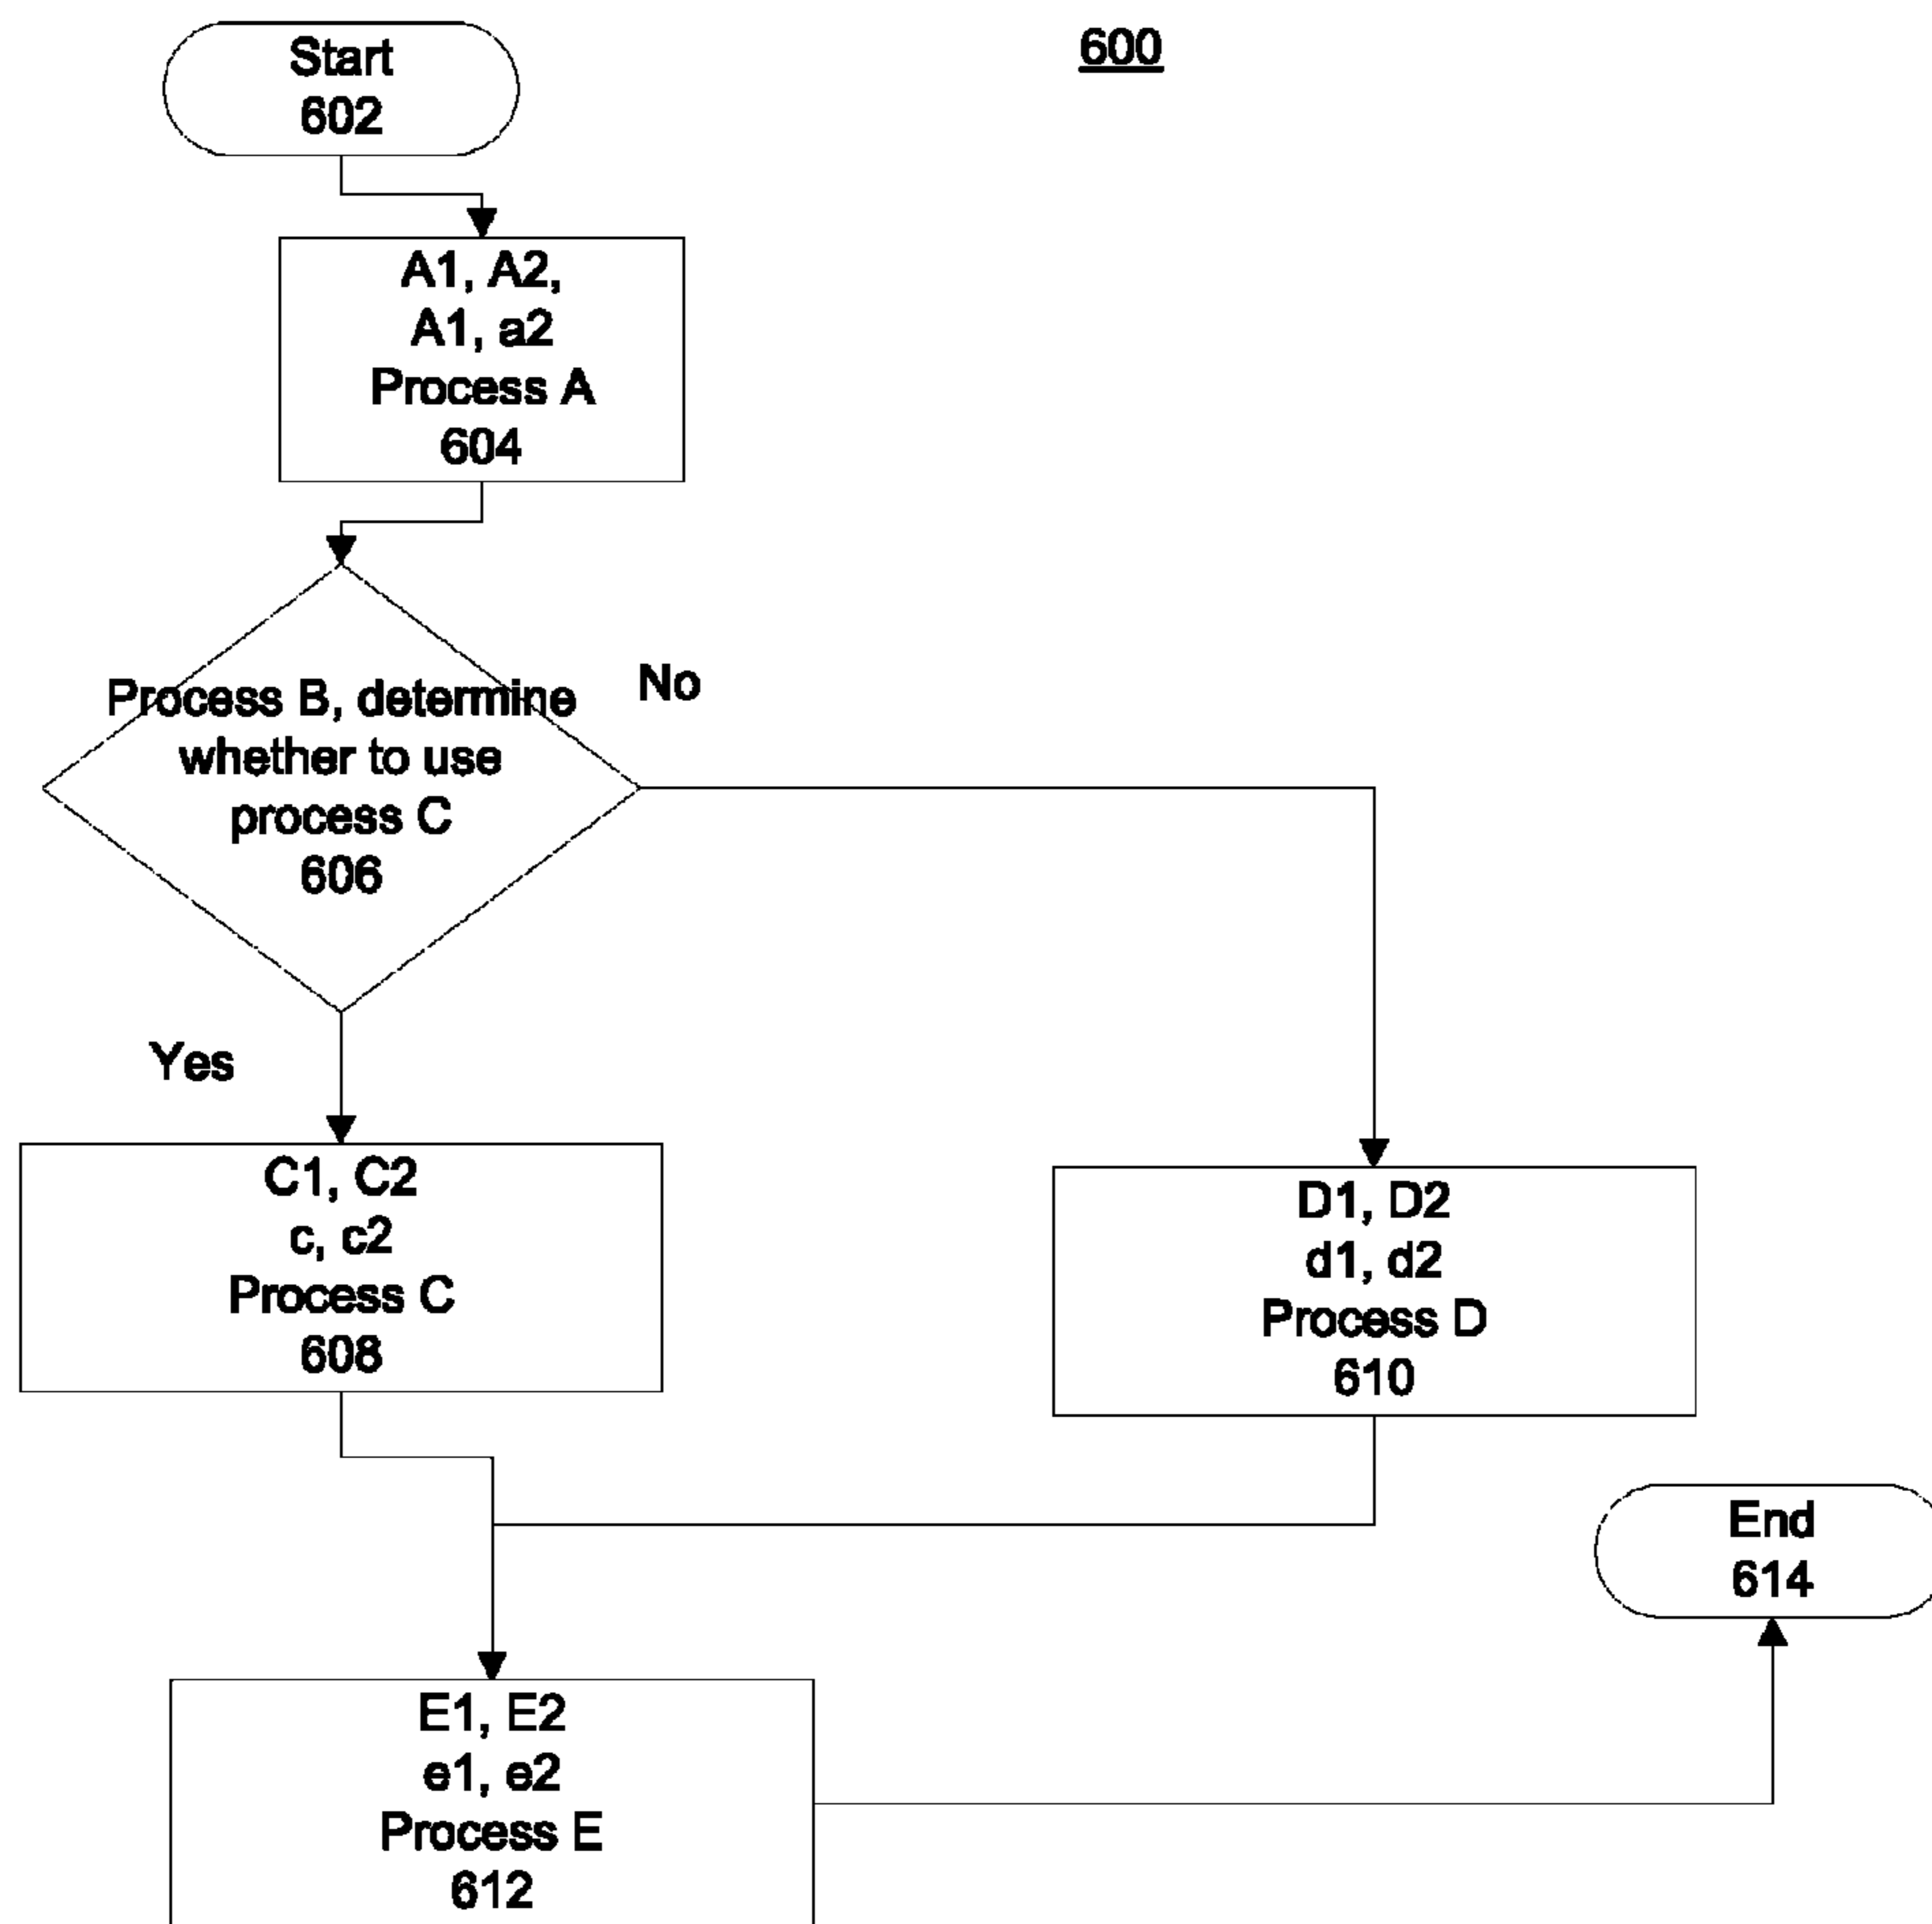 600
Start
602
A1, A2,
A1, a2
Process A
604
Process B, determine
whether to use
process C
606
No
Yes
C1, C2
c, c2
Process C
608
D1, D2
d1, d2
Process D
610
End
614
E1, E2
e1, e2
Process E
612